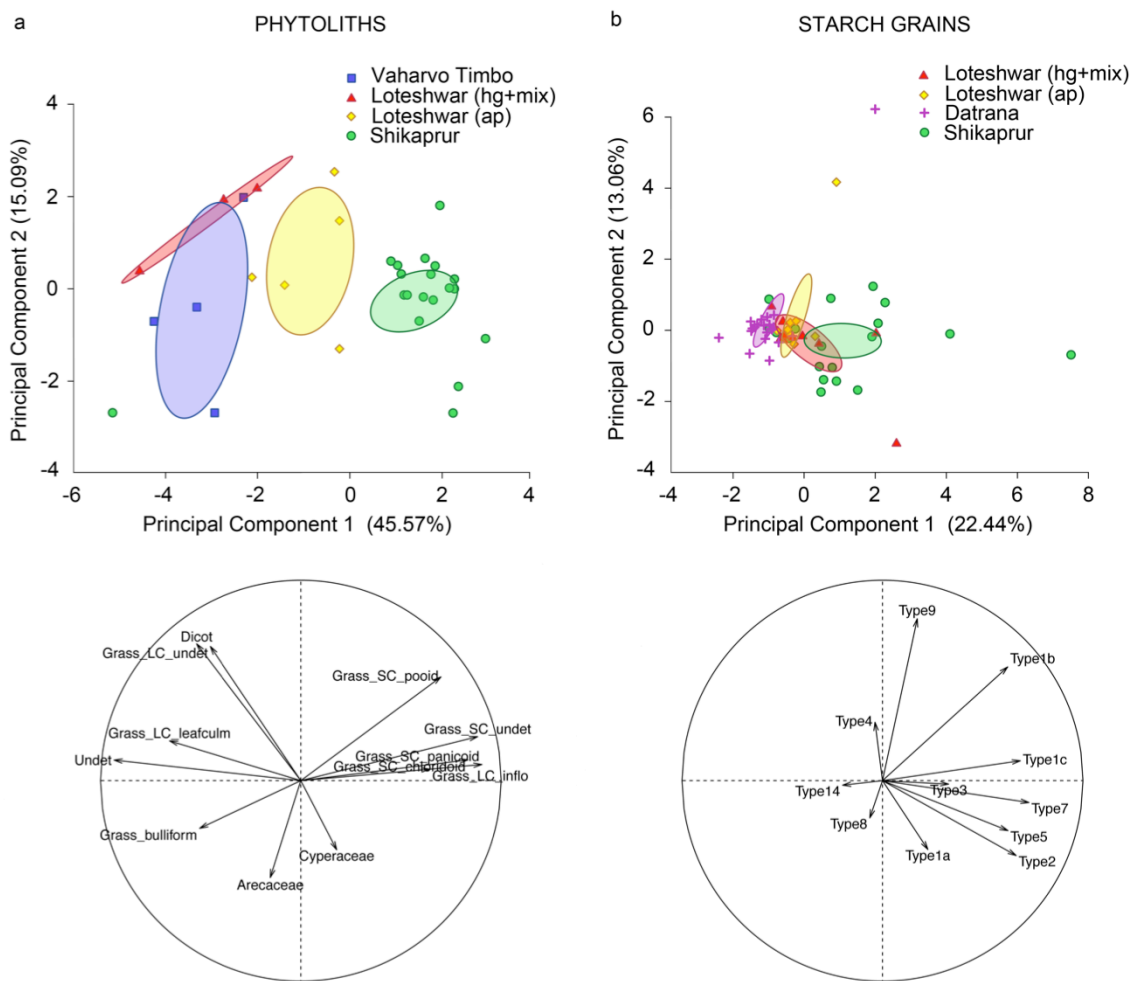 a
PHYTOLITHS
Vaharvo Timbo
Loteshwar (hg+mix)
Loteshwar (ap)
Shikaprur
4
2
0
-2
-4
Principal Component 2 (15.09%)
-6
-4
-2
0
2
4
Principal Component 1 (45.57%)
b
STARCH GRAINS
Loteshwar (hg+mix)
Loteshwar (ap)
Datrana
Shikaprur
6
4
2
0
-2
-4
Principal Component 2 (13.06%)
-2
0
2
4
6
8
Principal Component 1 (22.44%)
Dicot
Grass_LC_undet
Grass_SC_pooid
Grass_LC_leafculm
Grass_SC_undet
Undet
Grass_SC_panicoid
Grass_SC_chloridoid
Grass_LC_inflo
Grass_bulliform
Cyperaceae
Arecaceae
Type9
Type1b
Type4
Type1c
Type14
Type3
Type7
Type8
Type5
Type1a
Type2